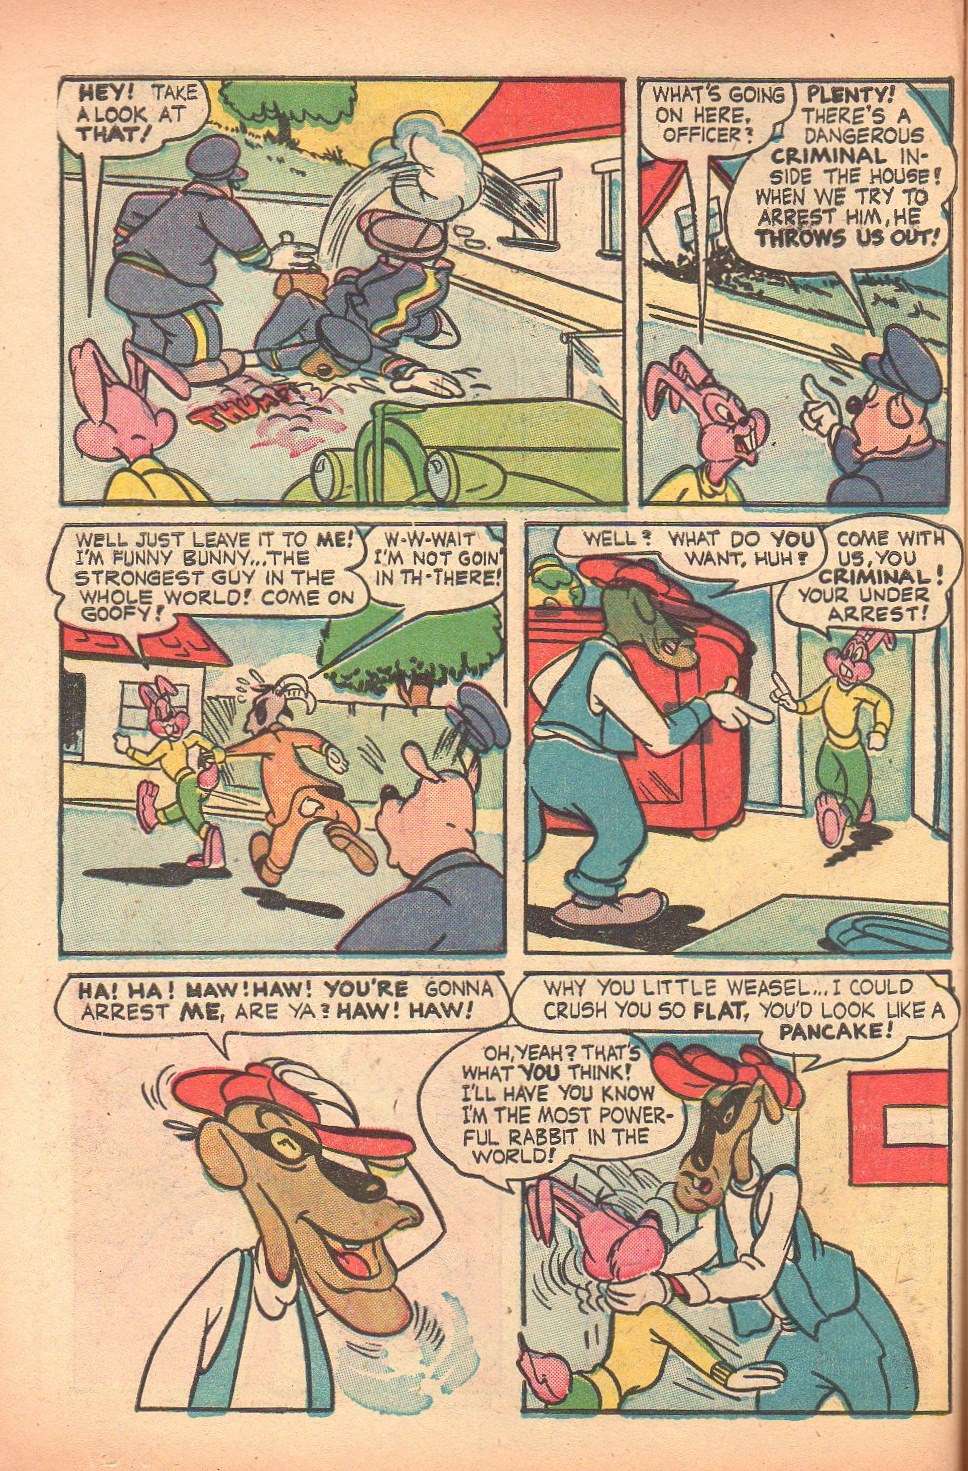 HEY! TAKE
A LOOK AT
THAT!
THUMP
WHAT'S GOING
ON HERE,
OFFICER?
PLENTY!
THERE'S A
DANGEROUS
CRIMINAL IN-
SIDE THE HOUSE!
WHEN WE TRY TO
ARREST HIM, HE
THROWS US OUT!
WELL JUST LEAVE IT TO ME!
I'M FUNNY BUNNY...THE
STRONGEST GUY IN THE
WHOLE WORLD! COME ON
GOOFY!
W-W-WAIT
I'M NOT GOIN'
IN TH-THERE!
WELL? WHAT DO YOU
WANT, HUH?
COME WITH
US, YOU
CRIMINAL!
YOUR UNDER
ARREST!
HA! HA! HAW! HAW! YOU'RE GONNA
ARREST ME, ARE YA? HAW! HAW!
WHY YOU LITTLE WEASEL...I COULD
CRUSH YOU SO FLAT, YOU'D LOOK LIKE A
PANCAKE!
OH, YEAH? THAT'S
WHAT YOU THINK!
I'LL HAVE YOU KNOW
I'M THE MOST POWER-
FUL RABBIT IN THE
WORLD!